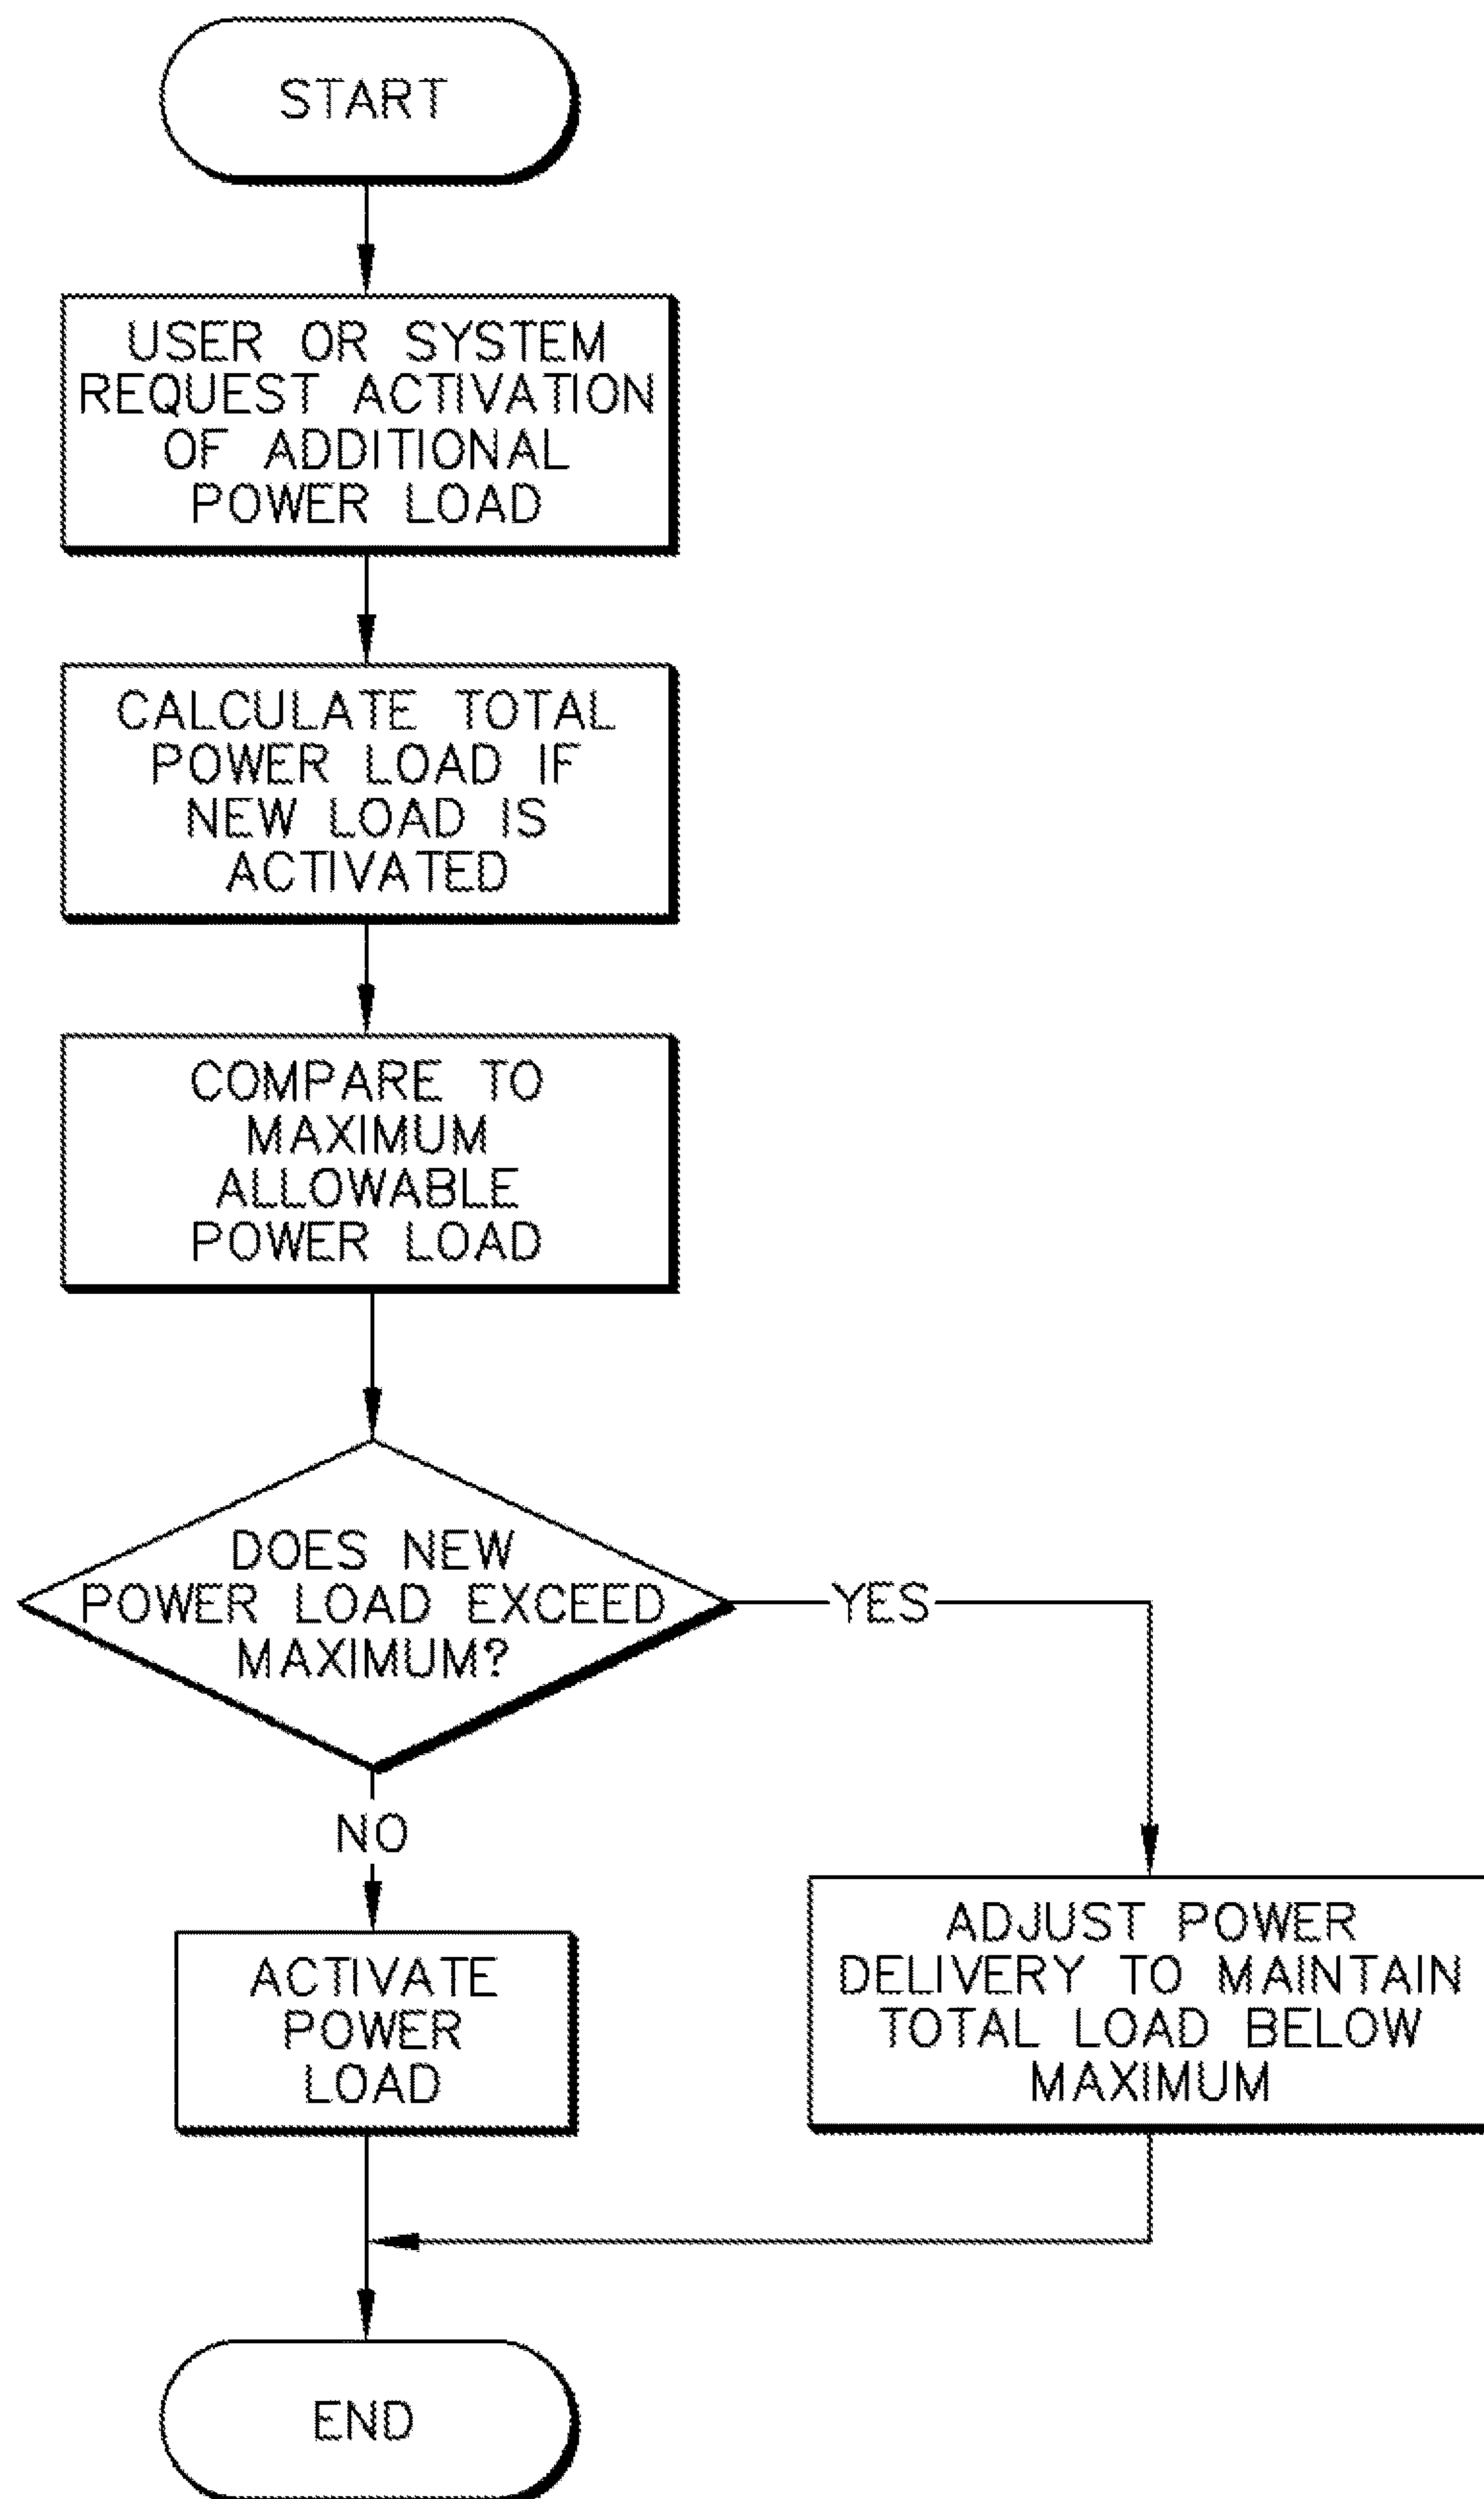 START
USER OR SYSTEM
REQUEST ACTIVATION
OF ADDITIONAL
POWER LOAD
CALCULATE TOTAL
POWER LOAD IF
NEW LOAD IS
ACTIVATED
COMPARE TO
MAXIMUM
ALLOWABLE
POWER LOAD
DOES NEW
POWER LOAD EXCEED
MAXIMUM?
YES
NO
ACTIVATE
POWER
LOAD
ADJUST POWER
DELIVERY TO MAINTAIN
TOTAL LOAD BELOW
MAXIMUM
END